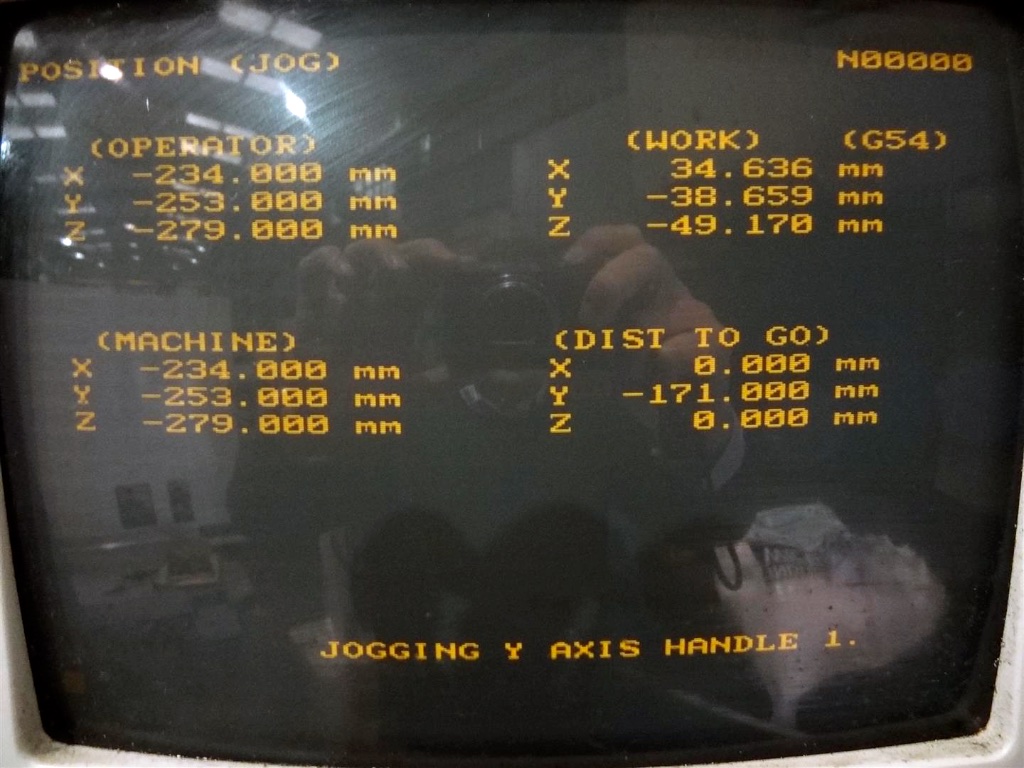 POSITION (JOG) N00000
(OPERATOR) (WORK) (G54)
X -234.000 mm X 34.636 mm
Y -253.000 mm Y -38.659 mm
Z -279.000 mm Z -49.170 mm
(MACHINE) (DIST TO GO)
X -234.000 mm X 0.000 mm
Y -253.000 mm Y -171.000 mm
Z -279.000 mm Z 0.000 mm
JOGGING Y AXIS HANDLE 1.